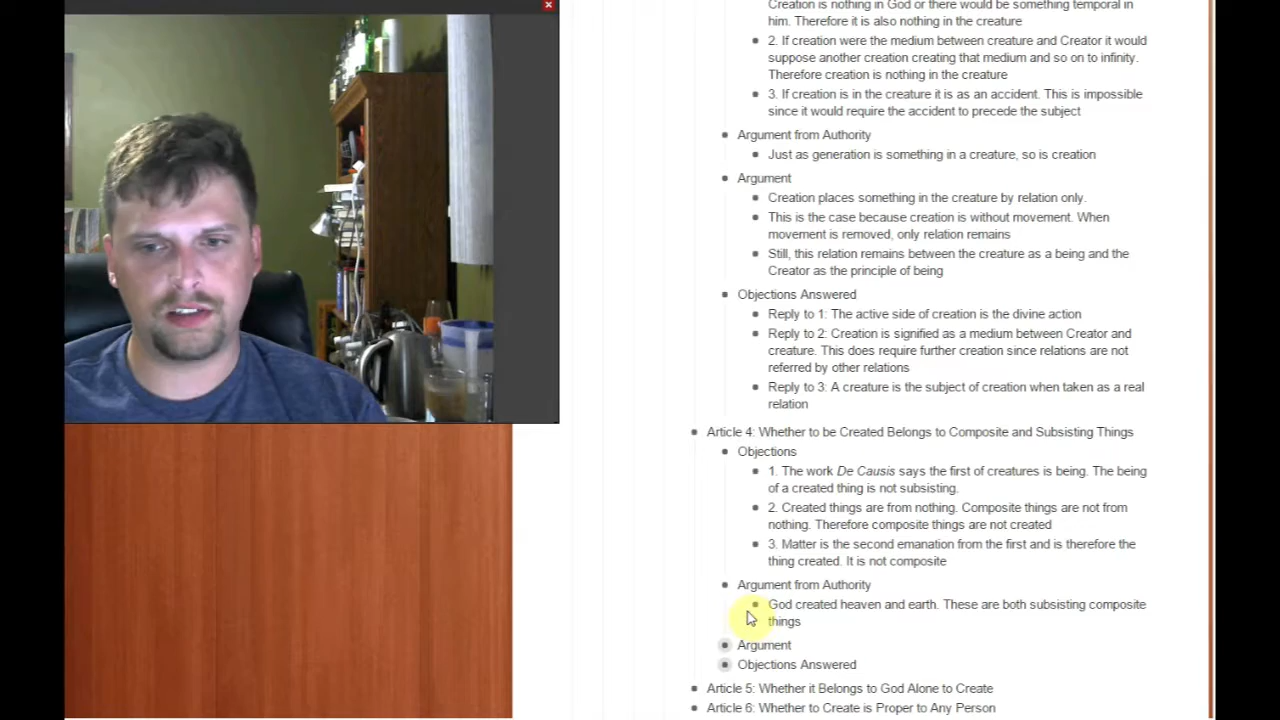 Creation is nothing in God or there would be something temporal in
him. Therefore it is also nothing in the creature
2. If creation were the medium between creature and Creator it would
suppose another creation creating that medium and so on to infinity.
Therefore creation is nothing in the creature
3. If creation is in the creature it is as an accident. This is impossible
since it would require the accident to precede the subject
Argument from Authority
Just as generation is something in a creature, so is creation
Argument
Creation places something in the creature by relation only.
This is the case because creation is without movement. When
movement is removed, only relation remains
Still, this relation remains between the creature as a being and the
Creator as the principle of being
Objections Answered
Reply to 1: The active side of creation is the divine action
Reply to 2: Creation is signified as a medium between Creator and
creature. This does require further creation since relations are not
referred by other relations
Reply to 3: A creature is the subject of creation when taken as a real
relation
Article 4: Whether to be Created Belongs to Composite and Subsisting Things
Objections
1. The work De Causis says the first of creatures is being. The being
of a created thing is not subsisting.
2. Created things are from nothing. Composite things are not from
nothing. Therefore composite things are not created
3. Matter is the second emanation from the first and is therefore the
thing created. It is not composite
Argument from Authority
God created heaven and earth. These are both subsisting composite
things
Argument
Objections Answered
Article 5: Whether it Belongs to God Alone to Create
Article 6: Whether to Create is Proper to Any Person